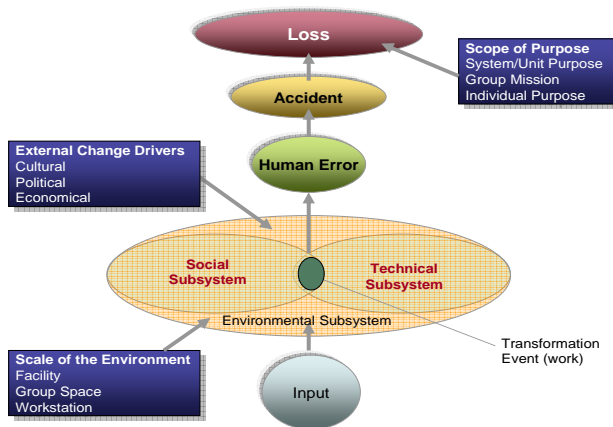 Loss
Scope of Purpose
System/Unit Purpose
Group Mission
Individual Purpose
Accident
External Change Drivers
Cultural
Political
Economical
Human Error
Social
Subsystem
Technical
Subsystem
Environmental Subsystem
Transformation
Event (work)
Scale of the Environment
Facility
Group Space
Workstation
Input